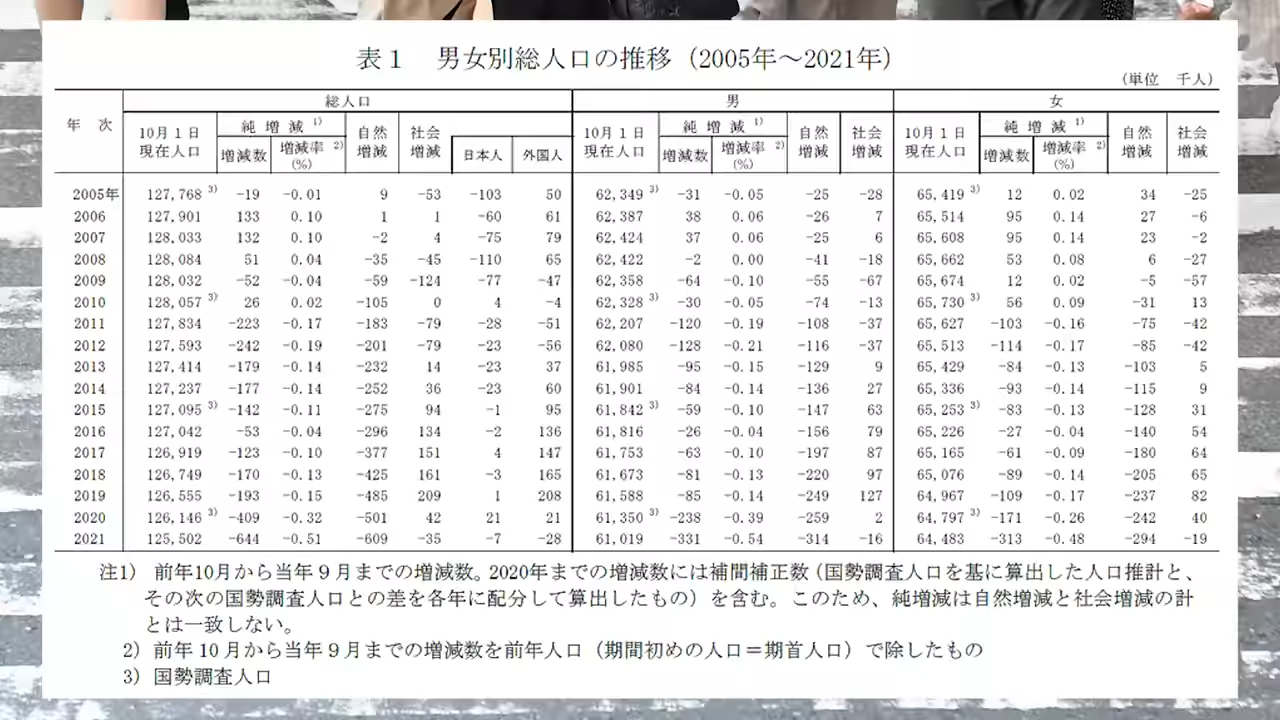 表1　男女別総人口の推移（2005年～2021年）
（単位　千人）
総人口 男 女
年　次 10月1日現在人口 純増減 1) 自然増減 社会増減 10月1日現在人口 純増減 1) 自然増減 社会増減 10月1日現在人口 純増減 1) 自然増減 社会増減
増減数 増減率 2) (%) 日本人 外国人 増減数 増減率 2) (%) 増減数 増減率 2) (%)
2005年 127,768 3) -19 -0.01 9 -53 -103 50 62,349 3) -31 -0.05 -25 -28 65,419 3) 12 0.02 34 -25
2006 127,901 133 0.10 1 1 -60 61 62,387 38 0.06 -26 7 65,514 95 0.14 27 -6
2007 128,033 132 0.10 -2 4 -75 79 62,424 37 0.06 -25 6 65,608 95 0.14 23 -2
2008 128,084 51 0.04 -35 -45 -110 65 62,422 -2 0.00 -41 -18 65,662 53 0.08 6 -27
2009 128,032 -52 -0.04 -59 -124 -77 -47 62,358 -64 -0.10 -55 -67 65,674 12 0.02 -5 -57
2010 128,057 3) 26 0.02 -105 0 4 -4 62,328 3) -30 -0.05 -74 -13 65,730 3) 56 0.09 -31 13
2011 127,834 -223 -0.17 -183 -79 -28 -51 62,207 -120 -0.19 -108 -37 65,627 -103 -0.16 -75 -42
2012 127,593 -242 -0.19 -201 -79 -23 -56 62,080 -128 -0.21 -116 -37 65,513 -114 -0.17 -85 -42
2013 127,414 -179 -0.14 -232 14 -23 37 61,985 -95 -0.15 -129 9 65,429 -84 -0.13 -103 5
2014 127,237 -177 -0.14 -252 36 -23 60 61,901 -84 -0.14 -136 27 65,336 -93 -0.14 -115 9
2015 127,095 3) -142 -0.11 -275 94 -1 95 61,842 3) -59 -0.10 -147 63 65,253 3) -83 -0.13 -128 31
2016 127,042 -53 -0.04 -296 134 -2 136 61,816 -26 -0.04 -156 79 65,226 -27 -0.04 -140 54
2017 126,919 -123 -0.10 -377 151 4 147 61,753 -63 -0.10 -197 87 65,165 -61 -0.09 -180 64
2018 126,749 -170 -0.13 -425 161 -3 165 61,673 -81 -0.13 -220 97 65,076 -89 -0.14 -205 65
2019 126,555 -193 -0.15 -485 209 1 208 61,588 -85 -0.14 -249 127 64,967 -109 -0.17 -237 82
2020 126,146 3) -409 -0.32 -501 42 21 21 61,350 3) -238 -0.39 -259 2 64,797 3) -171 -0.26 -242 40
2021 125,502 -644 -0.51 -609 -35 -7 -28 61,019 -331 -0.54 -314 -16 64,483 -313 -0.48 -294 -19
注1)　前年10月から当年9月までの増減数。2020年までの増減数には補間補正数（国勢調査人口を基に算出した人口推計と、
その次の国勢調査人口との差を各年に配分して算出したもの）を含む。このため、純増減は自然増減と社会増減の計
とは一致しない。
2）前年10月から当年9月までの増減数を前年人口（期間初めの人口＝期首人口）で除したもの
3）国勢調査人口